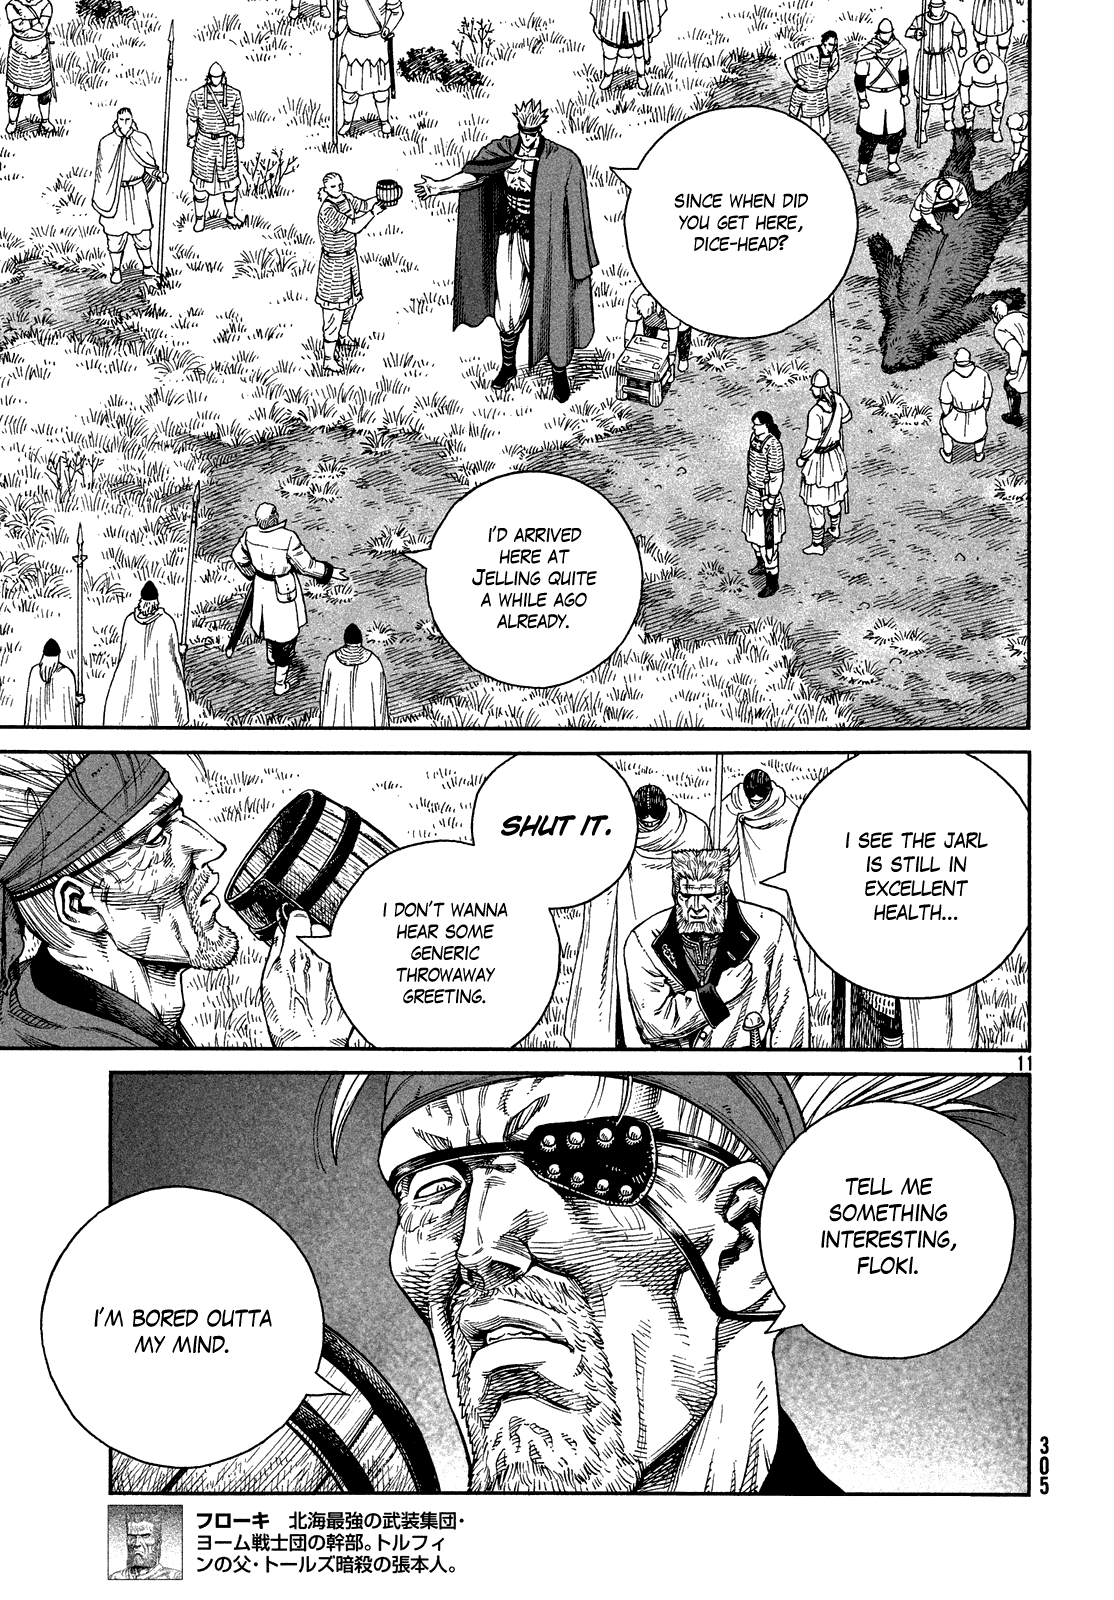 SINCE WHEN DID
YOU GET HERE,
DICE-HEAD?
I'D ARRIVED
HERE AT
JELLING QUITE
A WHILE AGO
ALREADY.
I SEE THE JARL
IS STILL IN
EXCELLENT
HEALTH...
SHUT IT.
I DON'T WANNA
HEAR SOME
GENERIC
THROWAWAY
GREETING.
11
TELL ME
SOMETHING
INTERESTING,
FLOKI.
I'M BORED OUTTA
MY MIND.
305
フローキ 北海最強の武装集団・
ヨーム戦士団の幹部。トルフィ
ンの父・トールズ暗殺の張本人。